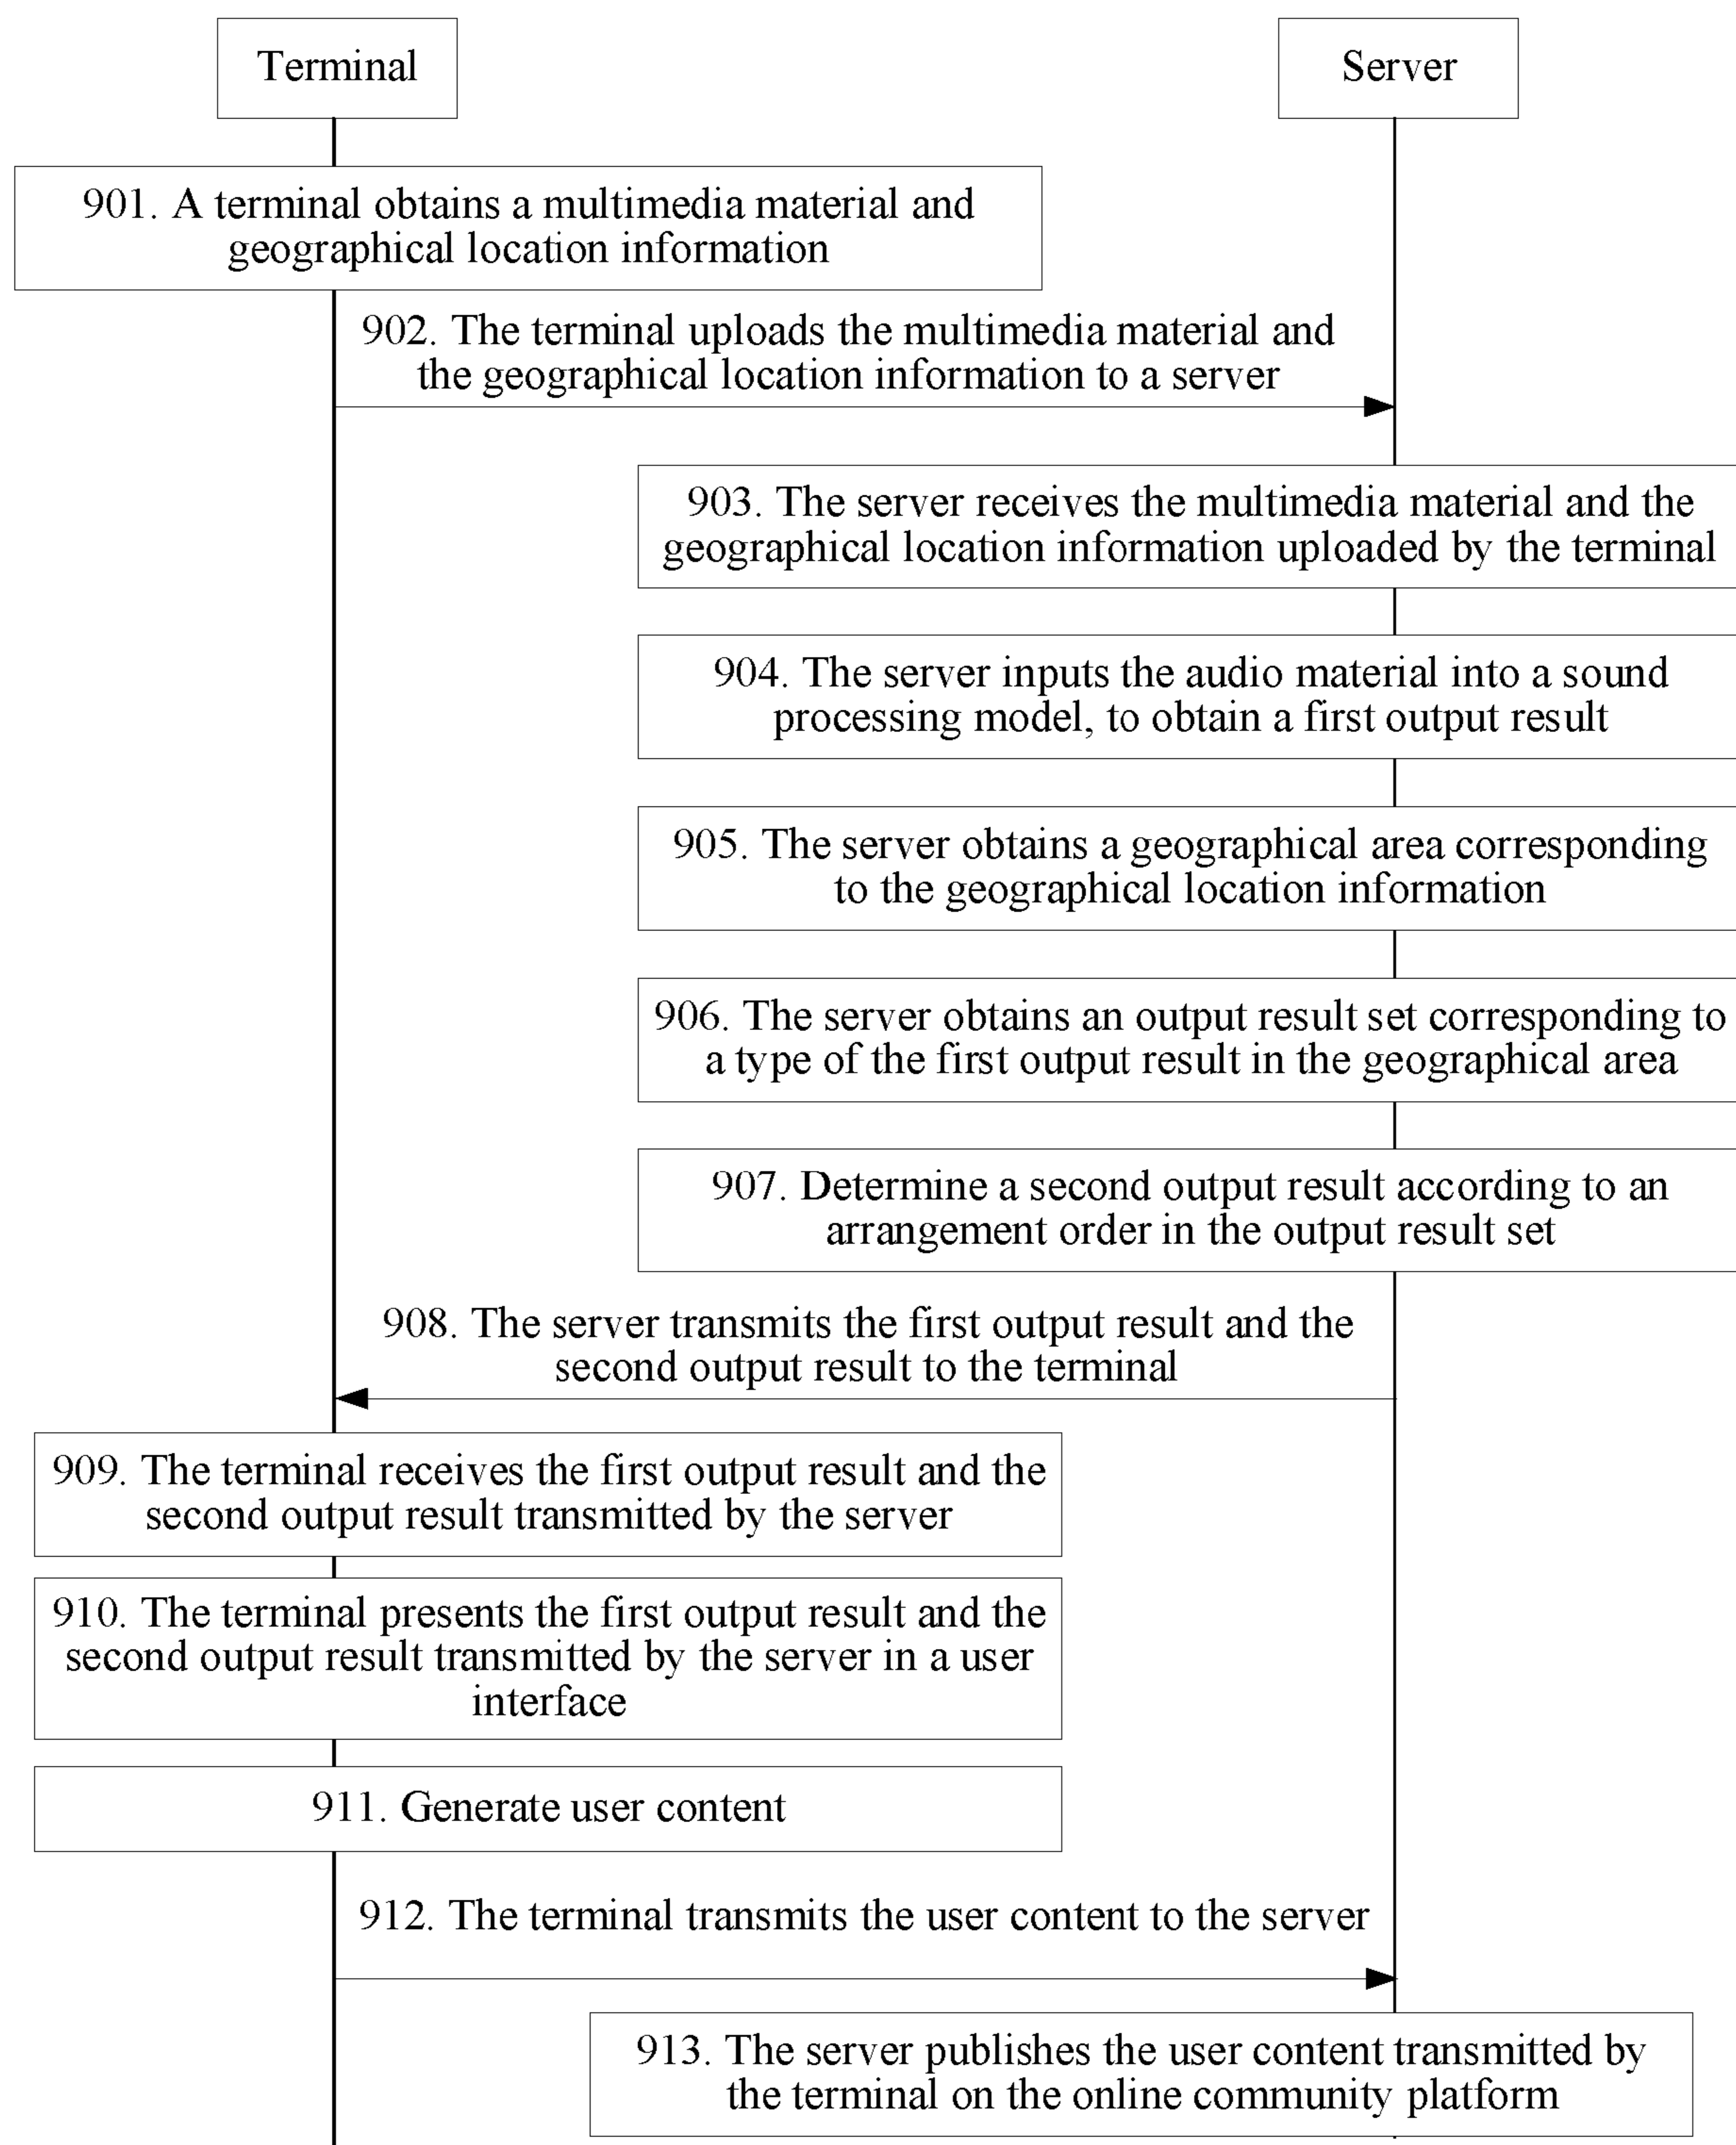 Terminal
Server
901. A terminal obtains a multimedia material and
geographical location information
902. The terminal uploads the multimedia material and
the geographical location information to a server
903. The server receives the multimedia material and the
geographical location information uploaded by the terminal
904. The server inputs the audio material into a sound
processing model, to obtain a first output result
905. The server obtains a geographical area corresponding
to the geographical location information
906. The server obtains an output result set corresponding to
a type of the first output result in the geographical area
907. Determine a second output result according to an
arrangement order in the output result set
908. The server transmits the first output result and the
second output result to the terminal
909. The terminal receives the first output result and the
second output result transmitted by the server
910. The terminal presents the first output result and the
second output result transmitted by the server in a user
interface
911. Generate user content
912. The terminal transmits the user content to the server
913. The server publishes the user content transmitted by
the terminal on the online community platform